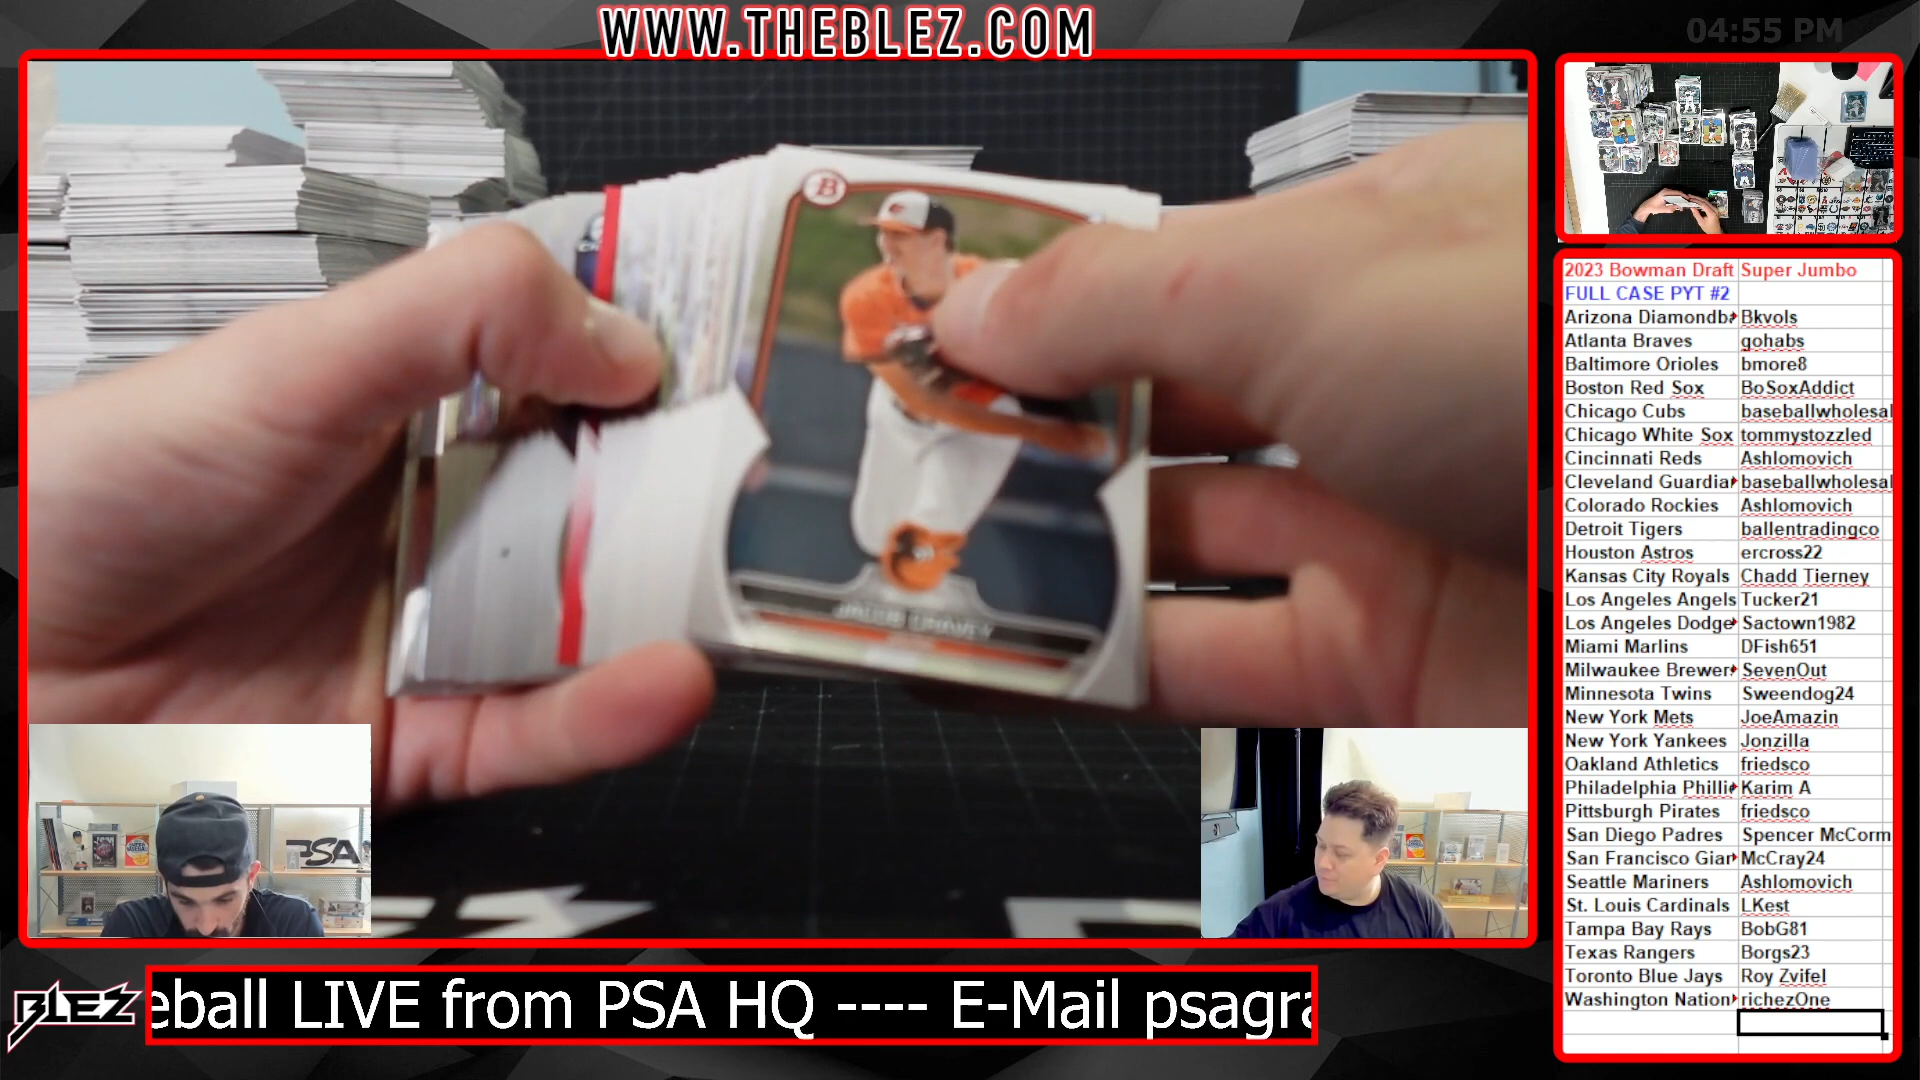 WWW.THEBLEZ.COM
04:55 PM
B
2023 Bowman Draft Super Jumbo
FULL CASE PYT #2
Arizona Diamondba Bkvols
Atlanta Braves gohabs
Baltimore Orioles bmore8
Boston Red Sox BoSoxAddict
Chicago Cubs baseballwholesal
Chicago White Sox tommystozzled
Cincinnati Reds Ashlomovich
Cleveland Guardian baseballwholesal
Colorado Rockies Ashlomovich
Detroit Tigers ballentradingco
Houston Astros ercross22
Kansas City Royals Chadd Tierney
Los Angeles Angels Tucker21
Los Angeles Dodge Sactown1982
Miami Marlins DFish651
Milwaukee Brewer Seven0ut
Minnesota Twins Sweendog24
New York Mets JoeAmazin
New York Yankees Jonzilla
Oakland Athletics friedsco
Philadelphia Phillie Karim A
Pittsburgh Pirates friedsco
San Diego Padres Spencer McCorm
San Francisco Gian McCray24
Seattle Mariners Ashlomovich
St. Louis Cardinals LKest
Tampa Bay Rays BobG81
Texas Rangers Borgs23
Toronto Blue Jays Roy Zvifel
Washington Nation richezOne
PSA
BLEZ
eball LIVE from PSA HQ ---- E-Mail psagra